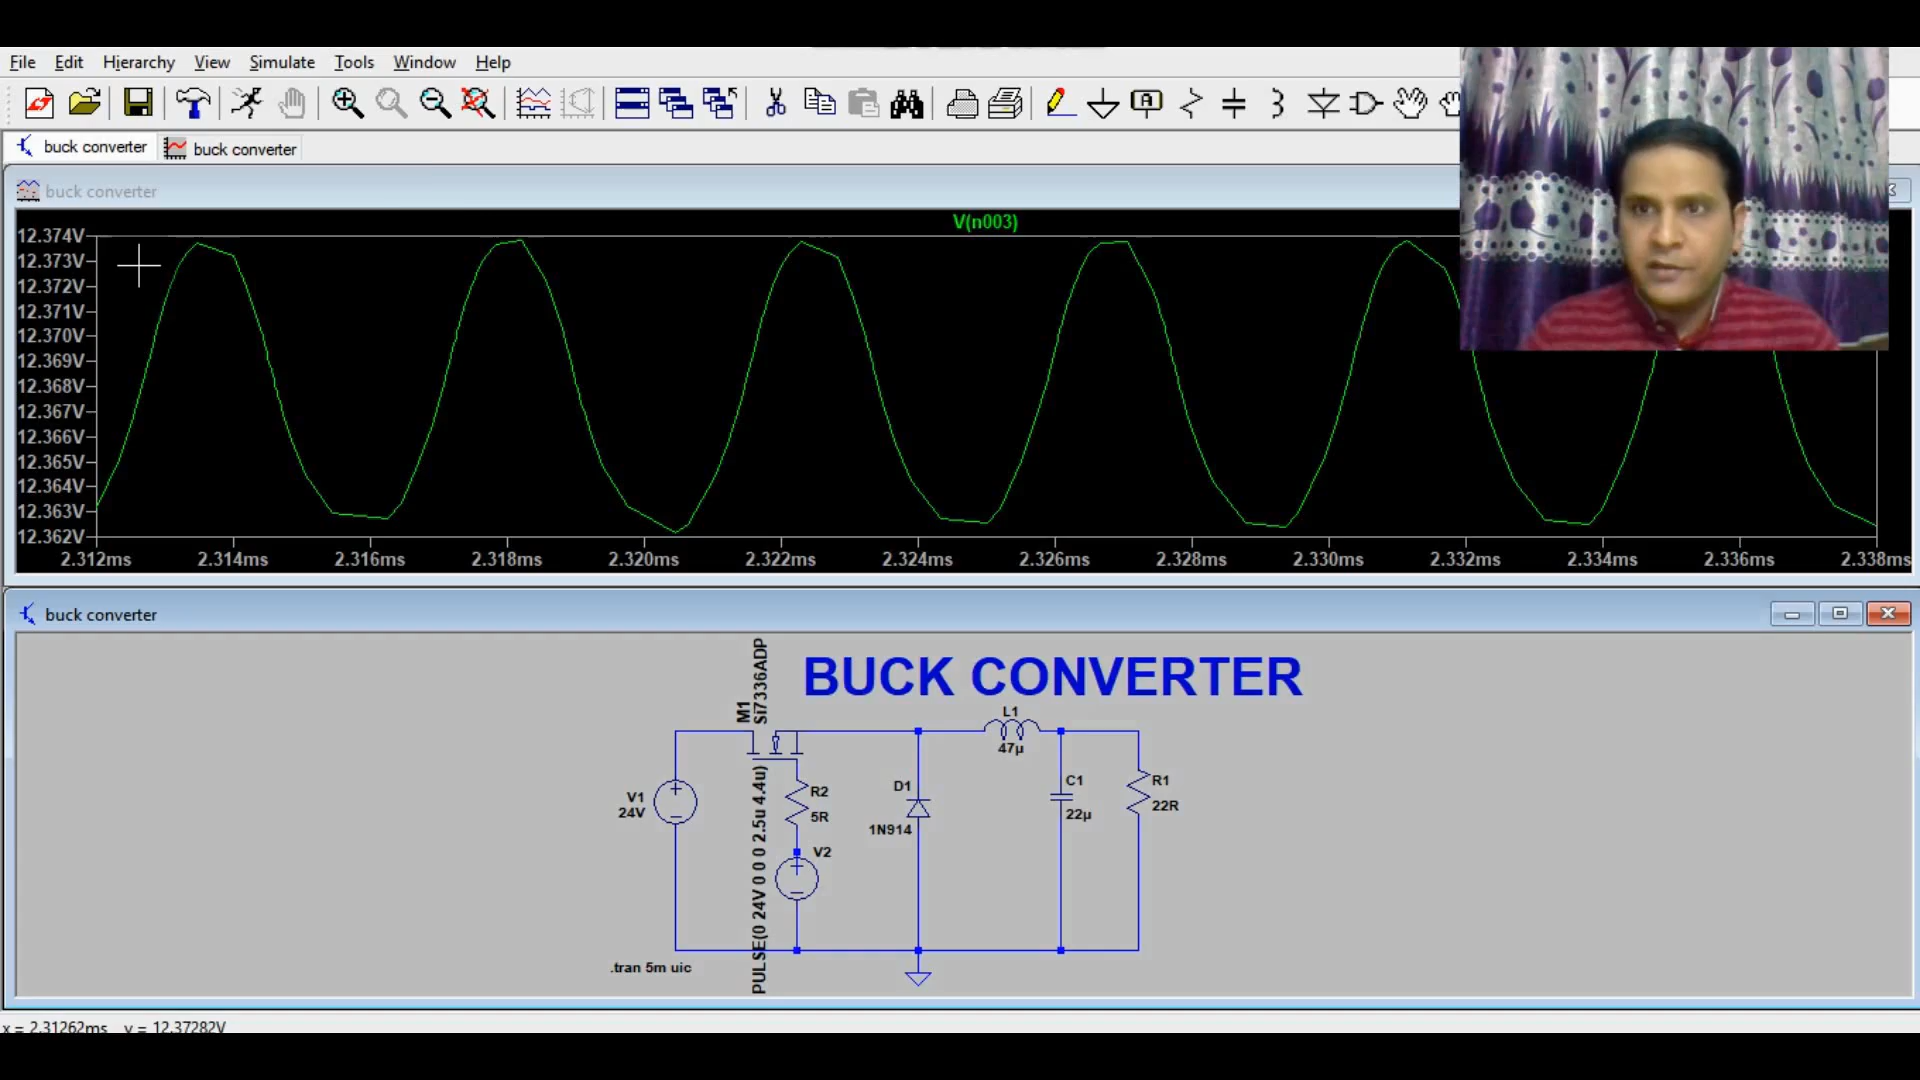 File Edit Hierarchy View Simulate Tools Window Help
buck converter buck converter
buck converter
V(n003)
12.374V
12.373V
12.372V
12.371V
12.370V
12.369V
12.368V
12.367V
12.366V
12.365V
12.364V
12.363V
12.362V
2.312ms 2.314ms 2.316ms 2.318ms 2.320ms 2.322ms 2.324ms 2.326ms 2.328ms 2.330ms 2.332ms 2.334ms 2.336ms 2.338ms
buck converter
BUCK CONVERTER
M1
Si7336ADP
L1
47µ
V1
24V
R2
5R
D1
1N914
C1
22µ
R1
22R
V2
PULSE(0 24V 0 0 0 2.5u 4.4u)
.tran 5m uic
x = 2.31262ms y = 12.37282V